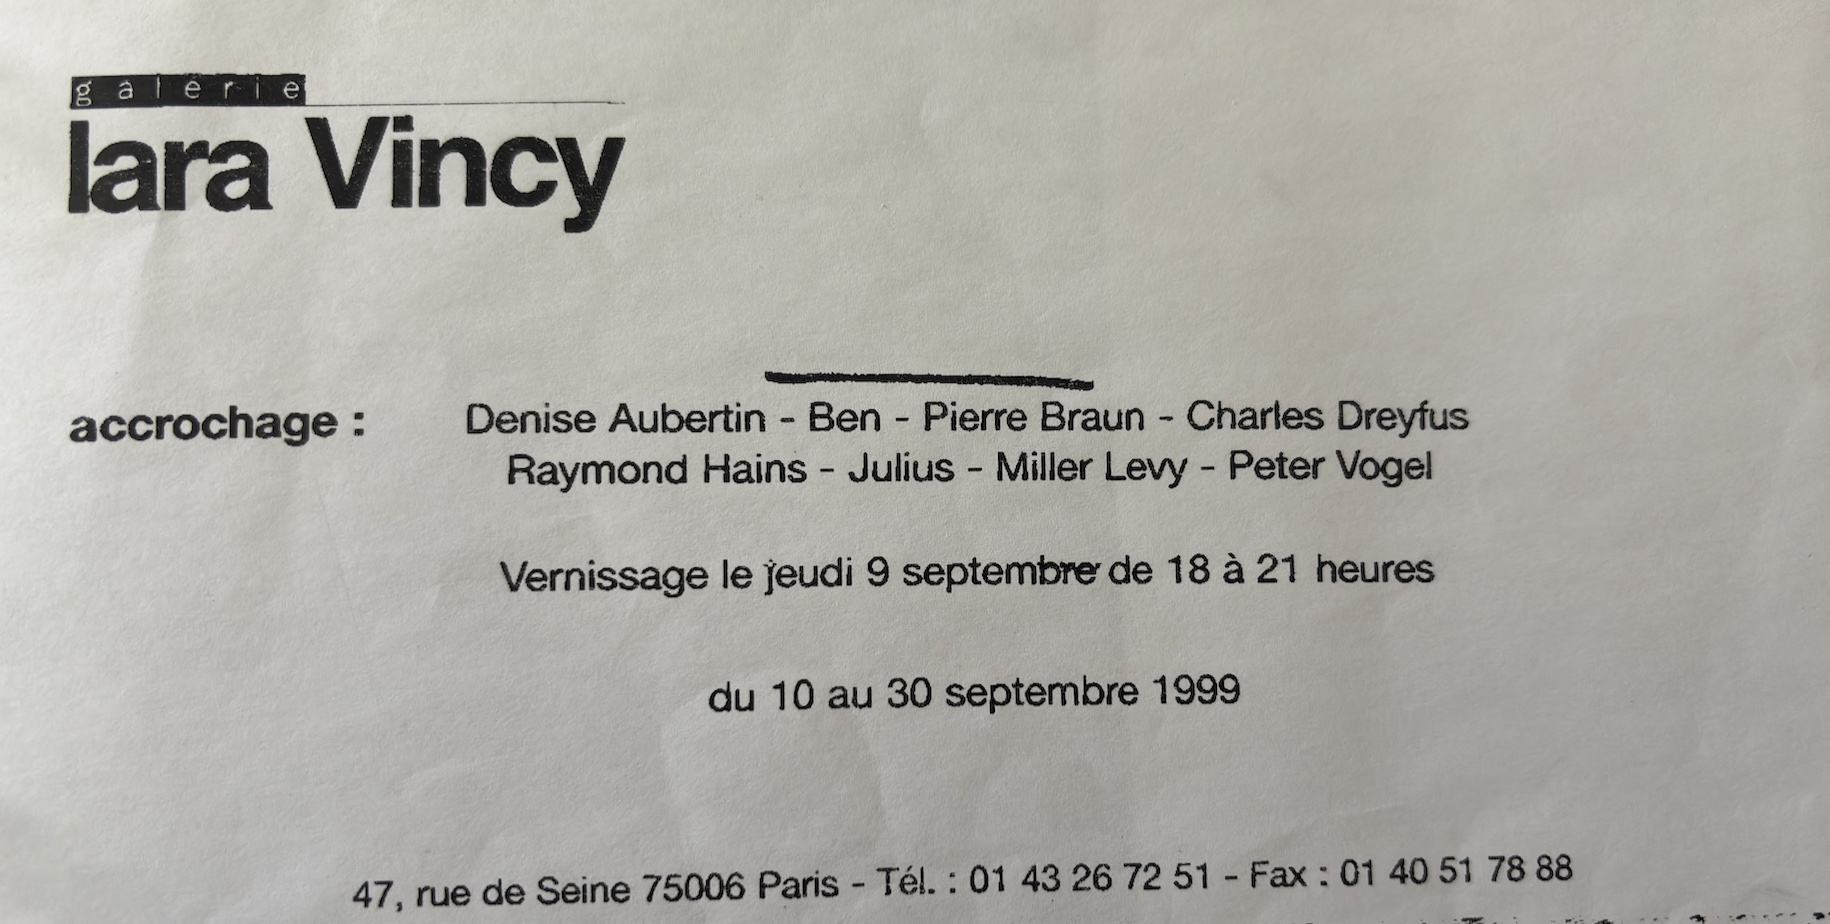 galerie
lara Vincy
accrochage :
Denise Aubertin - Ben - Pierre Braun - Charles Dreyfus
Raymond Hains - Julius - Miller Levy - Peter Vogel
Vernissage le jeudi 9 septembre de 18 à 21 heures
du 10 au 30 septembre 1999
47, rue de Seine 75006 Paris - Tél. : 01 43 26 72 51 - Fax : 01 40 51 78 88